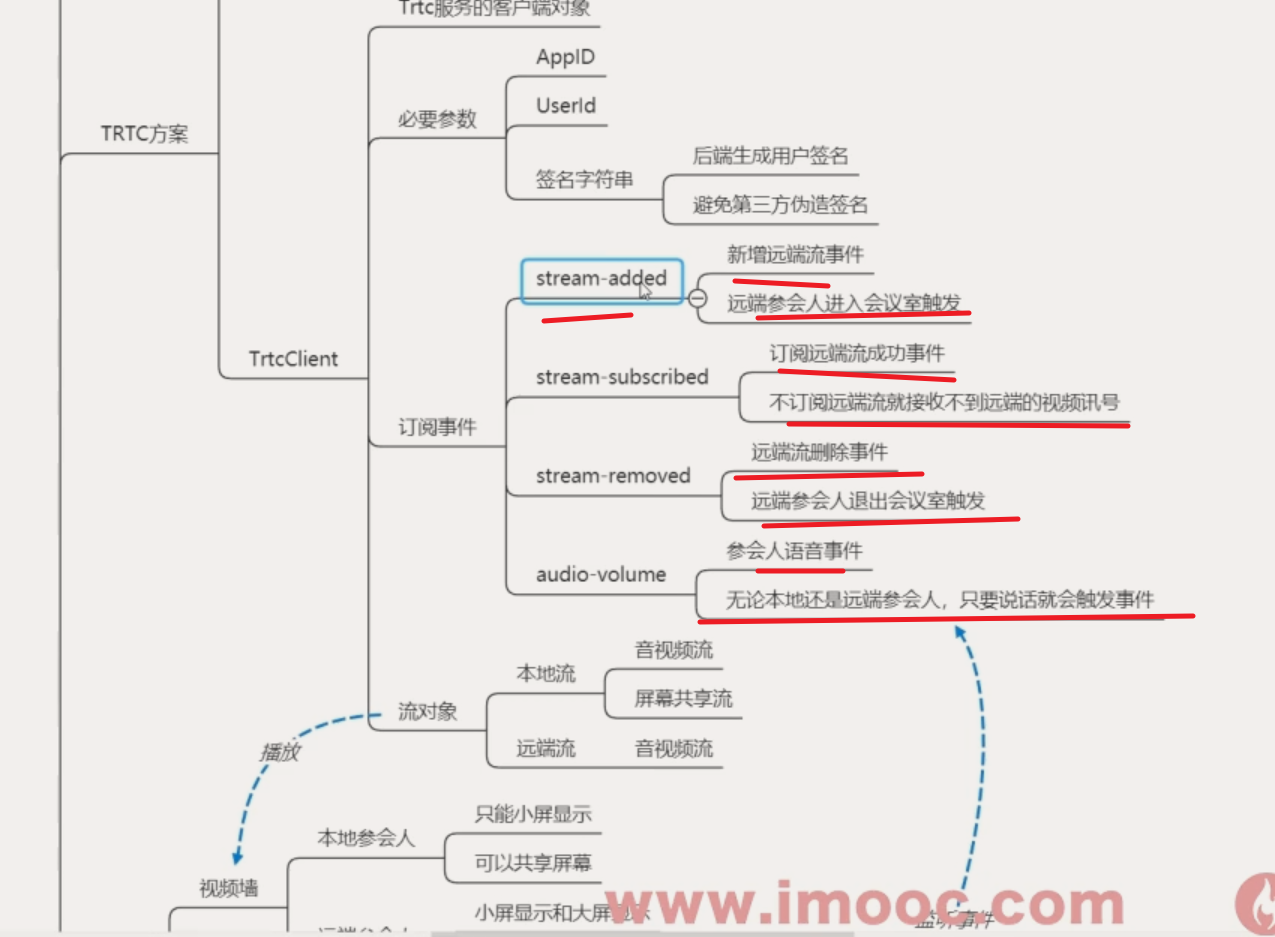 Trtc服务的客户端对象
AppID
必要参数
UserId
TRTC方案
签名字符串
后端生成用户签名
避免第三方伪造签名
stream-added
新增远端流事件
远端参会人进入会议室触发
TrtcClient
订阅事件
stream-subscribed
订阅远端流成功事件
不订阅远端流就接收不到远端的视频讯号
stream-removed
远端流删除事件
远端参会人退出会议室触发
audio-volume
参会人语音事件
无论本地还是远端参会人，只要说话就会触发事件
流对象
本地流
音视频流
屏幕共享流
远端流
音视频流
播放
视频墙
本地参会人
只能小屏显示
可以共享屏幕
小屏显示和大屏显示
www.imooc.com
监听事件